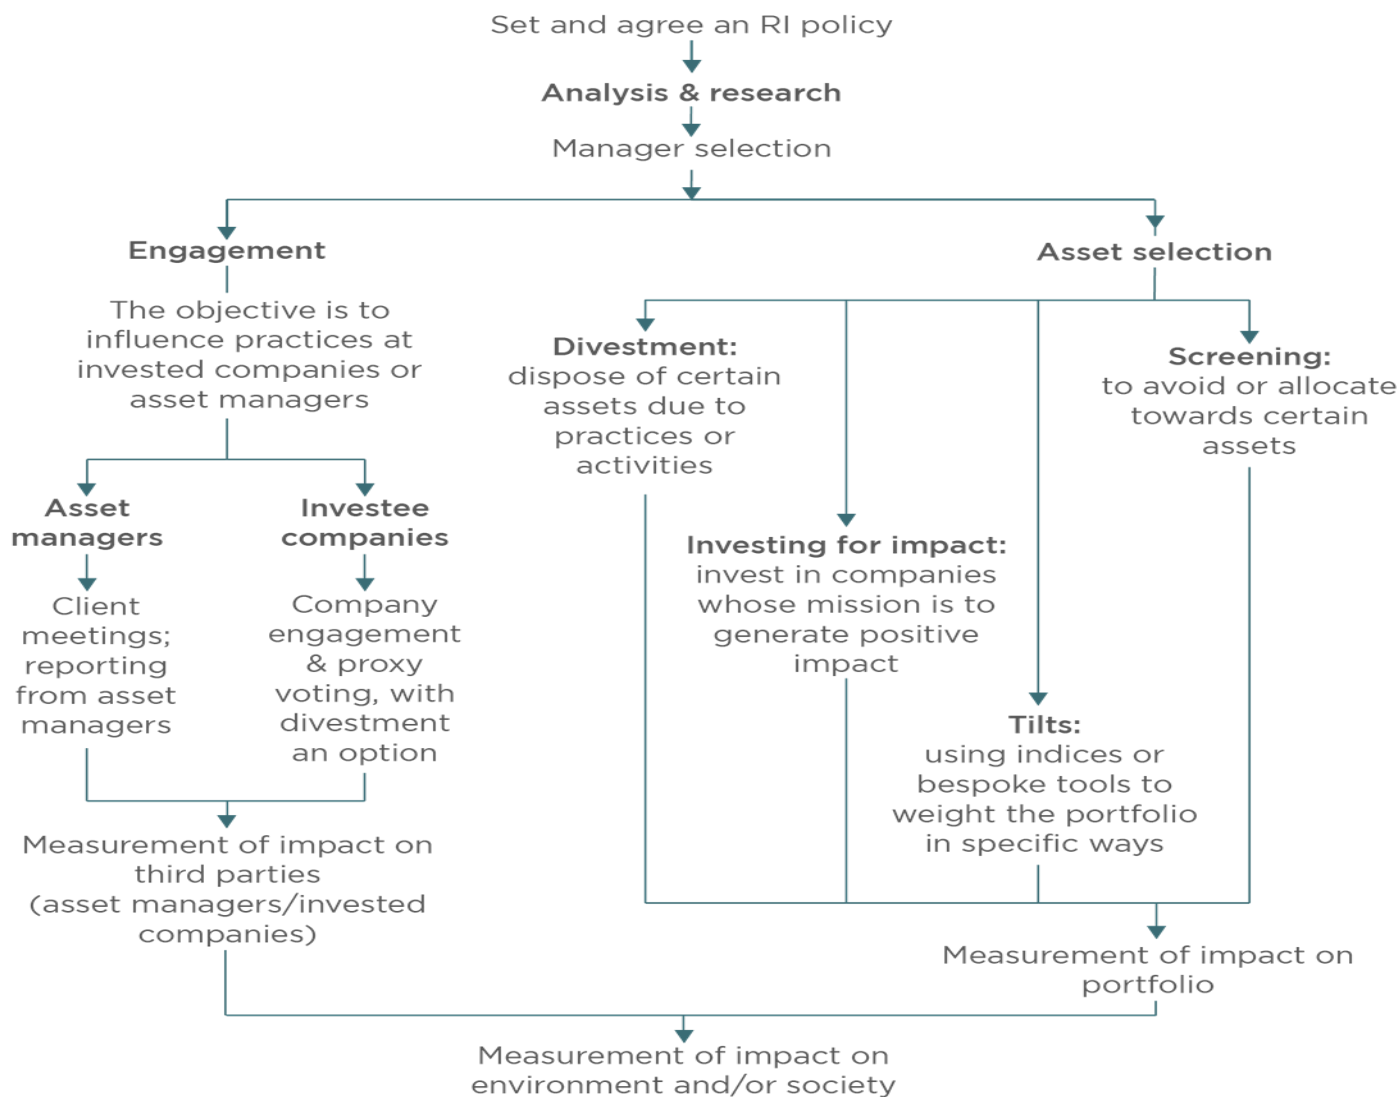 Set and agree an RI policy
Analysis & research
Manager selection
Engagement
The objective is to
influence practices at
invested companies or
asset managers
Asset
managers
Client
meetings;
reporting
from asset
managers
Investee
companies
Company
engagement
& proxy
voting, with
divestment
an option
Measurement of impact on
third parties
(asset managers/invested
companies)
Asset selection
Divestment:
dispose of certain
assets due to
practices or
activities
Investing for impact:
invest in companies
whose mission is to
generate positive
impact
Tilts:
using indices or
bespoke tools to
weight the portfolio
in specific ways
Screening:
to avoid or allocate
towards certain
assets
Measurement of impact on
portfolio
Measurement of impact on
environment and/or society